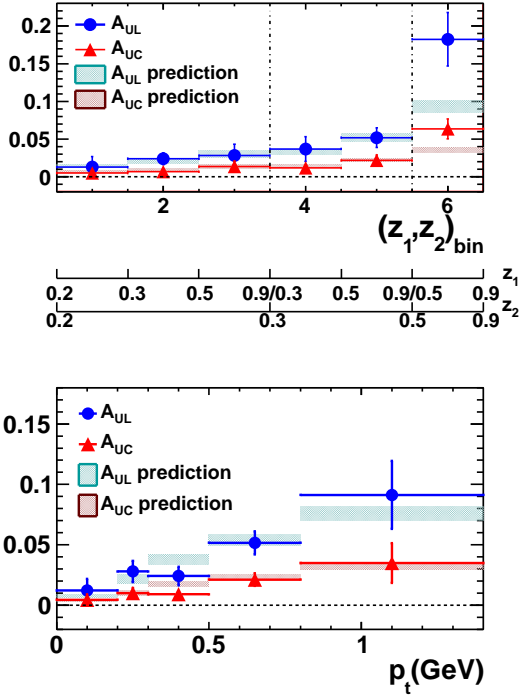 0.2
A_UL
A_UC
0.15
A_UL prediction
0.1
A_UC prediction
0.05
0
2 4 6
(z_1,z_2)_bin
z_1
0.2 0.3 0.5 0.9/0.3 0.5 0.9/0.5 0.9
z_2
0.2 0.3 0.5 0.9
A_UL
0.15
A_UC
A_UL prediction
0.1
A_UC prediction
0.05
0
0 0.5 1
p_t(GeV)